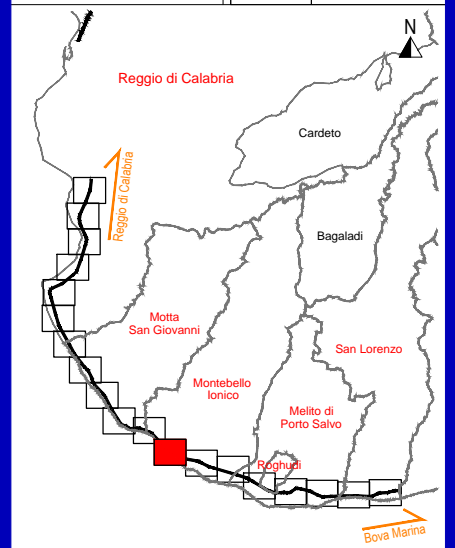 N
Reggio di Calabria
Cardeto
Reggio di Calabria
Bagaladi
Motta
San Giovanni
San Lorenzo
Montebello
Ionico
Melito di
Porto Salvo
Roghudi
Bova Marina